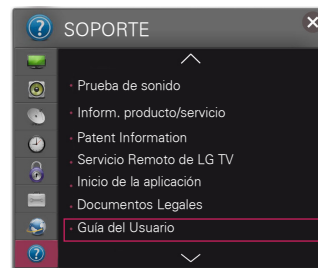 SOPORTE
Prueba de sonido
Inform. producto/servicio
Patent Information
Servicio Remoto de LG TV
Inicio de la aplicación
Documentos Legales
Guía del Usuario